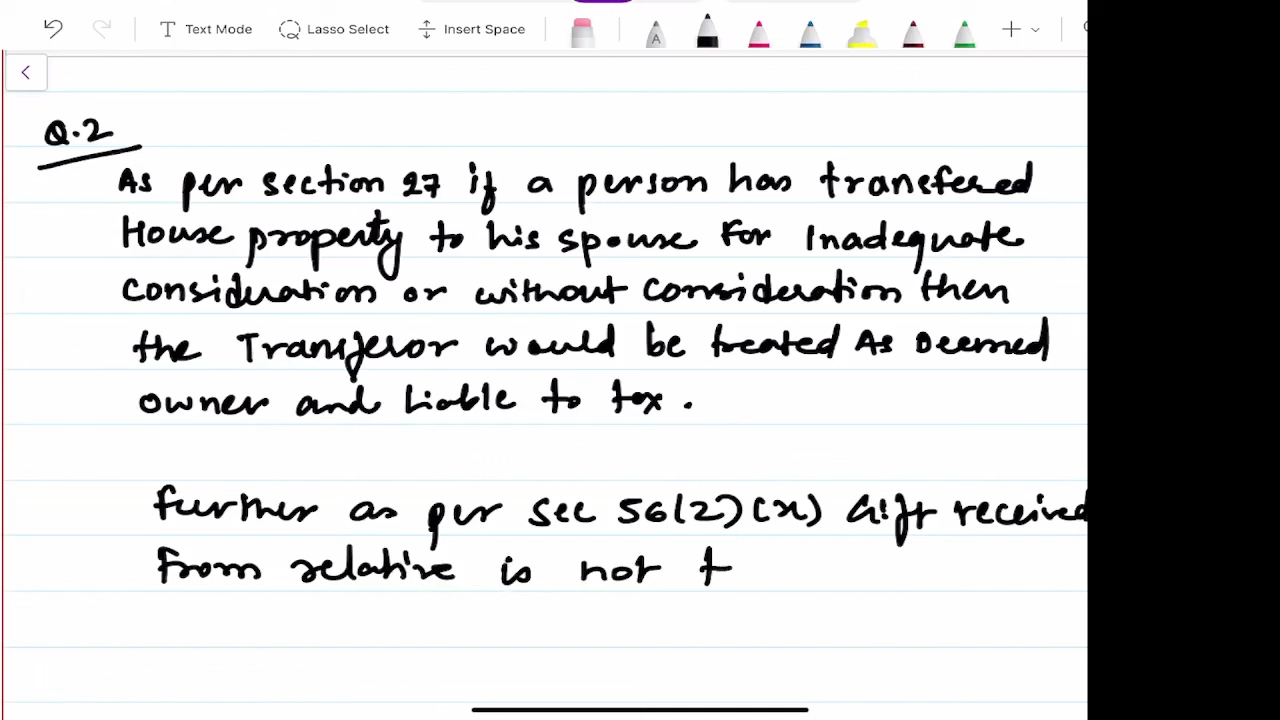 Text Mode Lasso Select Insert Space
Q.2
As per section 27 if a person has transfered
House property to his spouse For Inadequate
consideration or without consideration then
the Transferor would be treated As Deemed
owner and Liable to tax.
further as per sec 56(2)(x) Gift received
From relative is not t